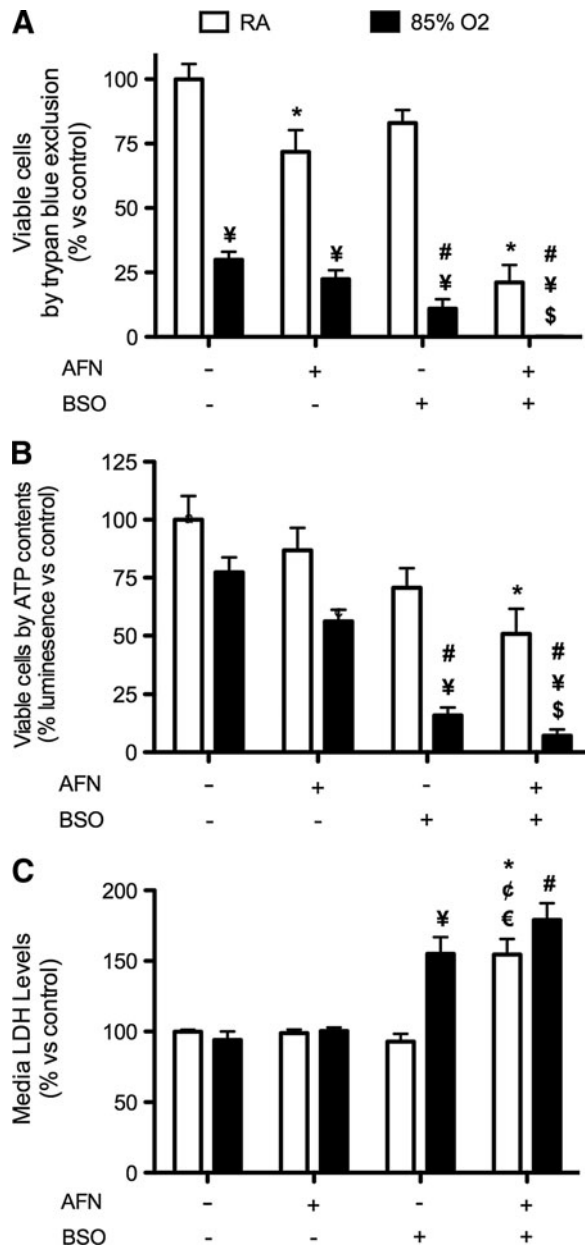 A
RA 85% O2
Viable cells
by trypan blue exclusion
(% vs control)
100
75
50
25
0
*
¥
¥
#
¥
*
#
¥
$
AFN - + - +
BSO - - + +
B
Viable cells by ATP contents
(% luminesence vs control)
125
100
75
50
25
0
#
¥
*
#
¥
$
AFN - + - +
BSO - - + +
C
Media LDH Levels
(% vs control)
200
150
100
50
0
¥
*
¢
€
#
AFN - + - +
BSO - - + +